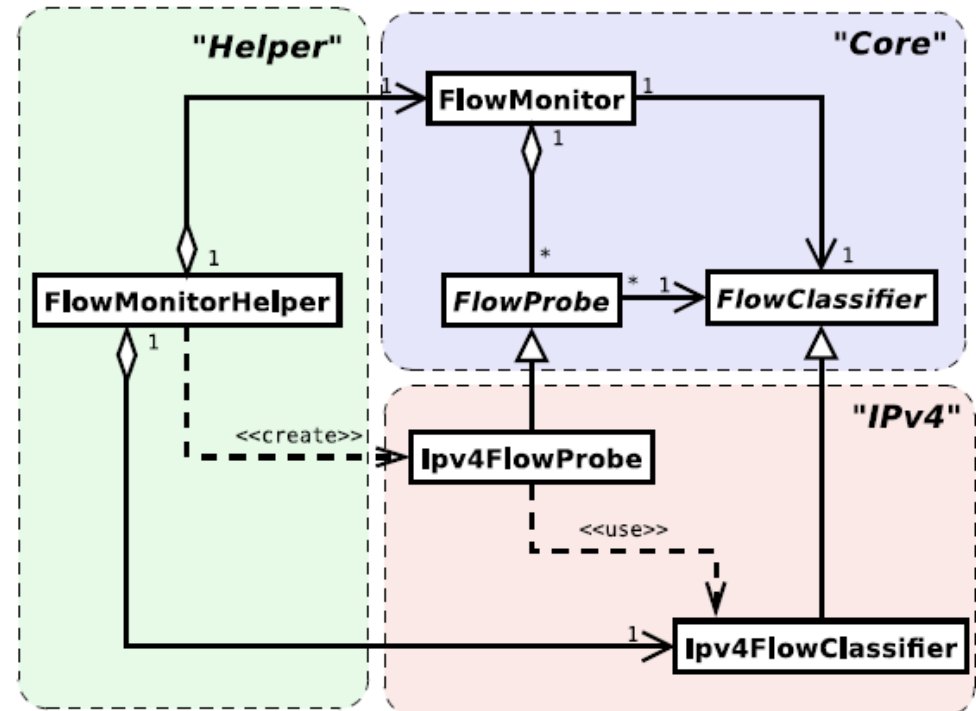 "Helper"
"Core"
1
FlowMonitor
1
1
1
*
1
FlowMonitorHelper
FlowProbe
*
1
FlowClassifier
1
"IPv4"
<<create>>
Ipv4FlowProbe
<<use>>
1
Ipv4FlowClassifier